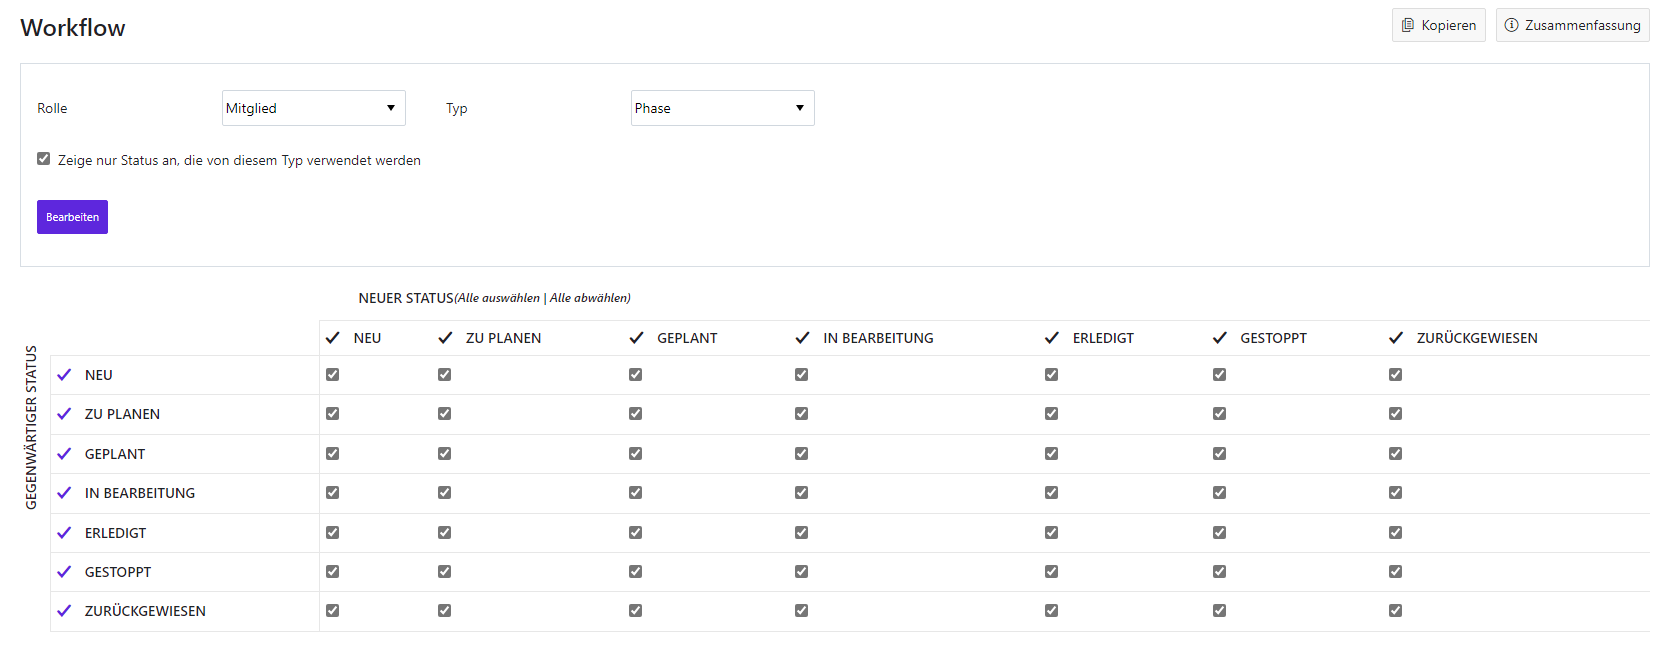 Workflow
Kopieren
Zusammenfassung
Rolle
Mitglied
Typ
Phase
Zeige nur Status an, die von diesem Typ verwendet werden
Bearbeiten
NEUER STATUS(Alle auswählen | Alle abwählen)
GEGENWÄRTIGER STATUS
NEU ZU PLANEN GEPLANT IN BEARBEITUNG ERLEDIGT GESTOPPT ZURÜCKGEWIESEN
NEU
ZU PLANEN
GEPLANT
IN BEARBEITUNG
ERLEDIGT
GESTOPPT
ZURÜCKGEWIESEN